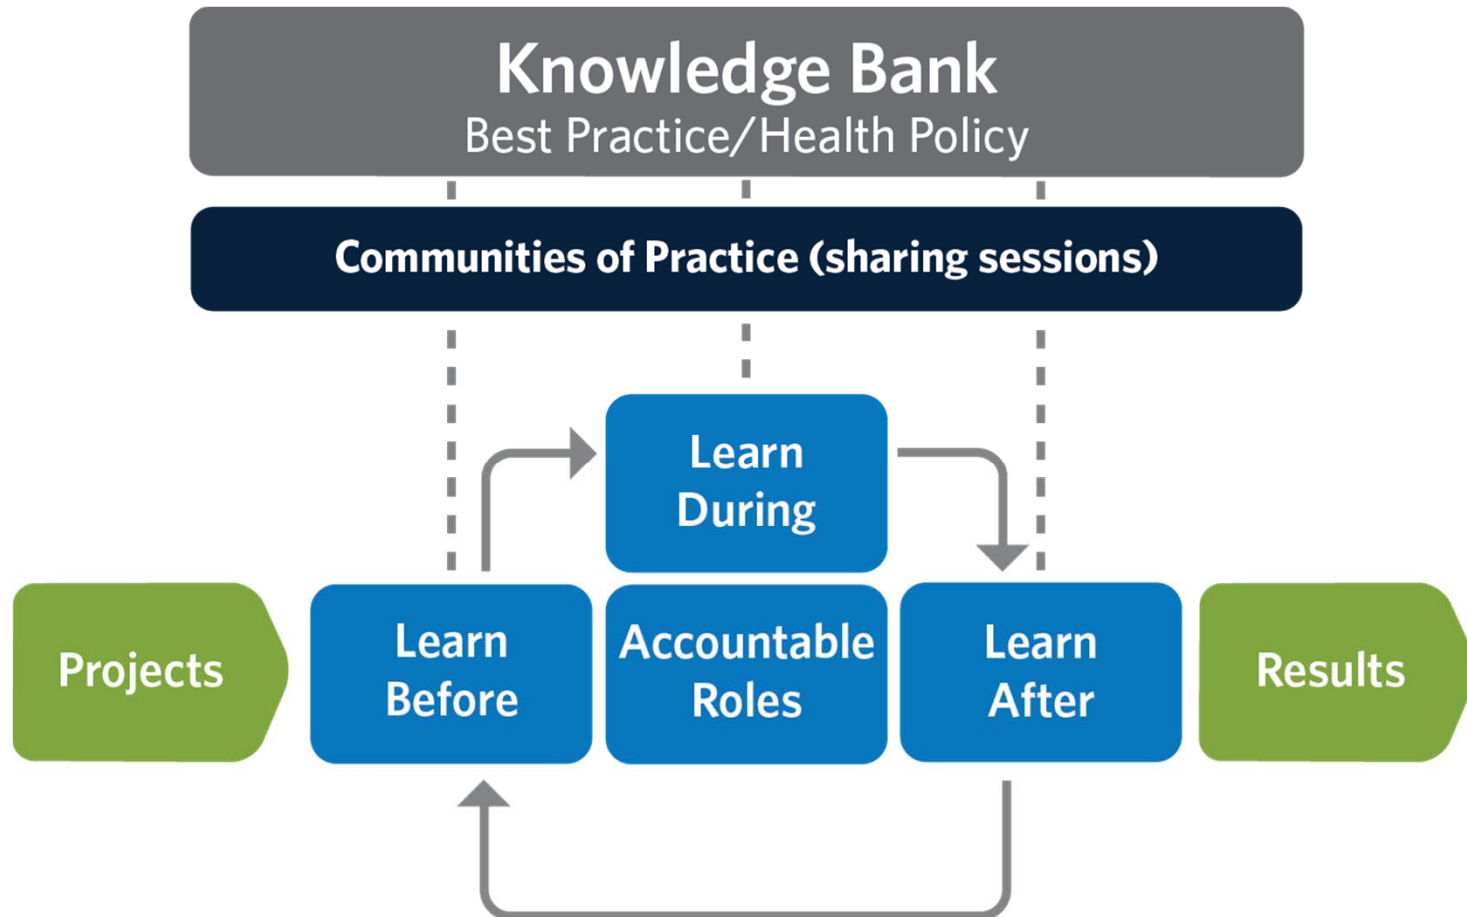 Knowledge Bank
Best Practice/Health Policy
Communities of Practice (sharing sessions)
Learn
During
Projects
Learn
Before
Accountable
Roles
Learn
After
Results